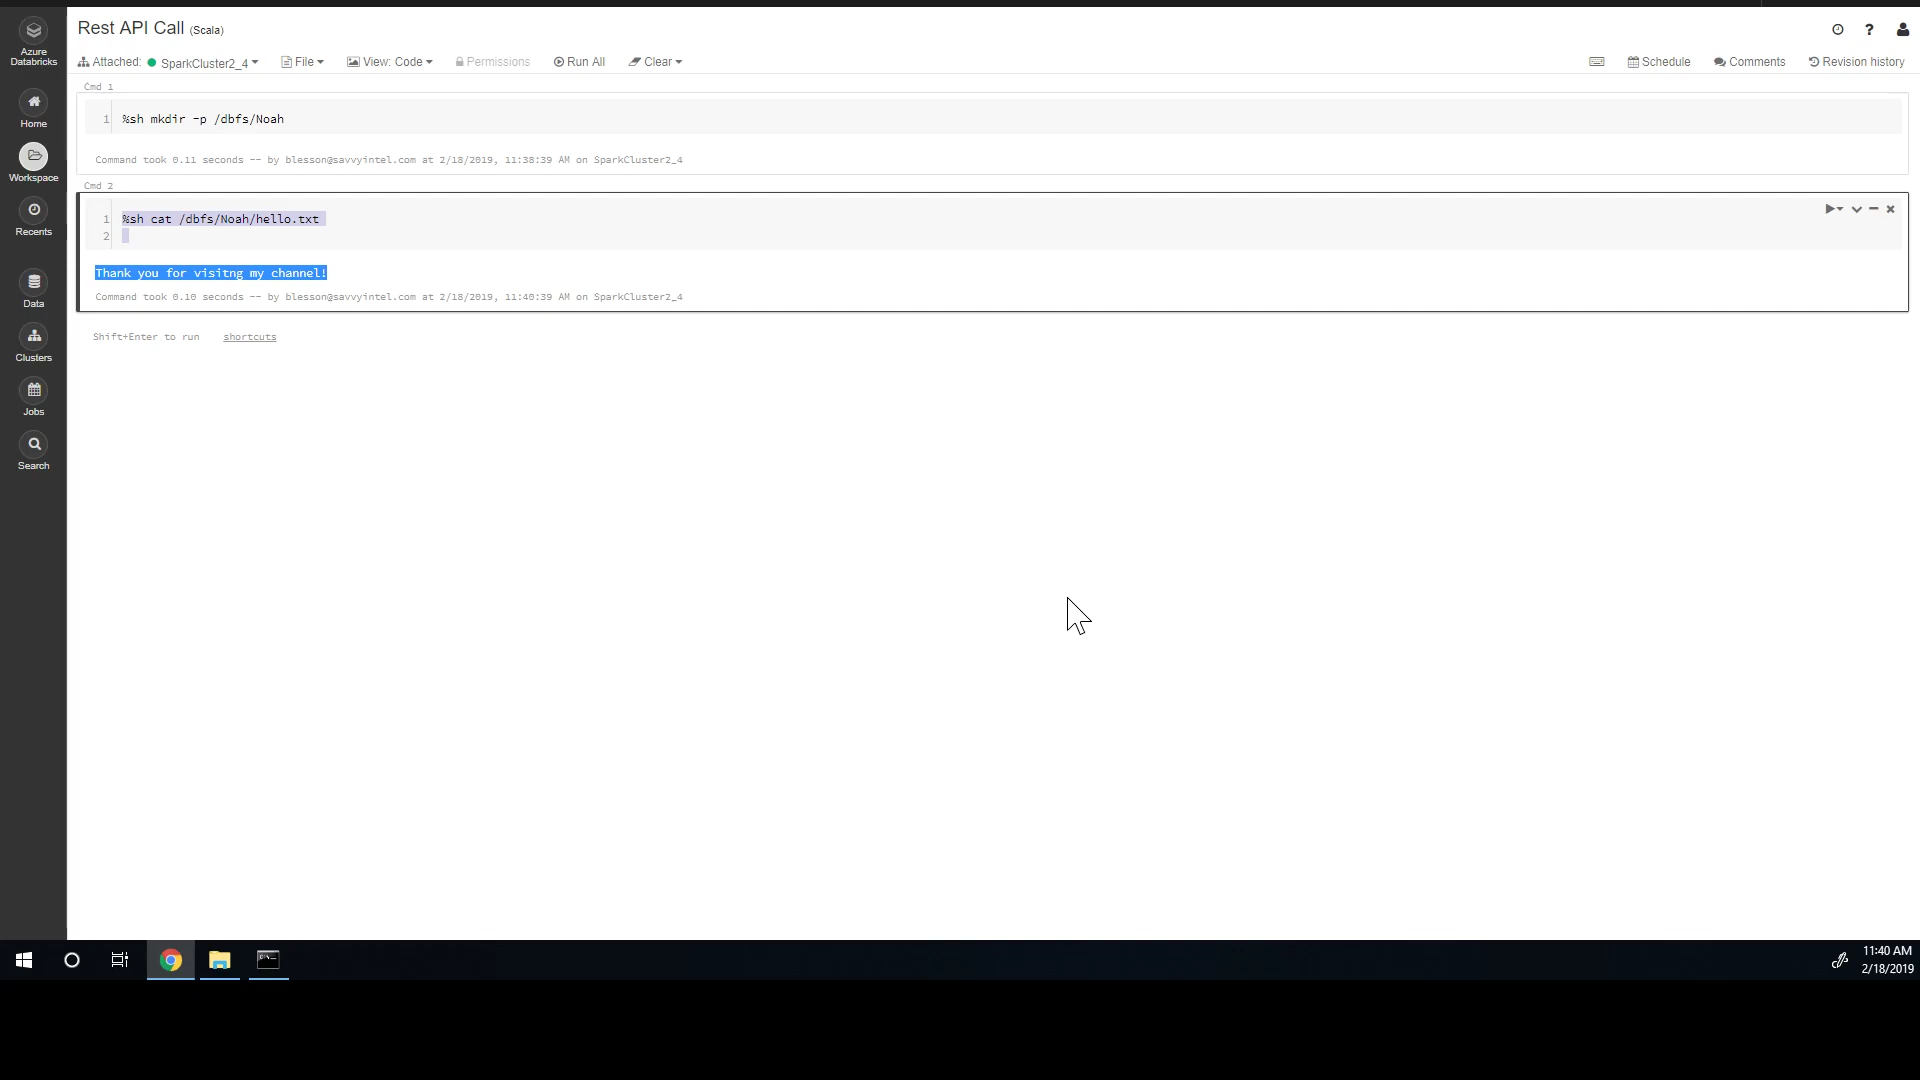 Rest API Call (Scala)
Azure
Databricks
Attached: SparkCluster2_4 File View: Code Permissions Run All Clear Schedule Comments Revision history
Cmd 1
1 %sh mkdir -p /dbfs/Noah
Command took 0.11 seconds -- by blesson@savvyintel.com at 2/18/2019, 11:38:39 AM on SparkCluster2_4
Home
Workspace
Cmd 2
1 %sh cat /dbfs/Noah/hello.txt
2
Thank you for visitng my channel!
Command took 0.10 seconds -- by blesson@savvyintel.com at 2/18/2019, 11:40:39 AM on SparkCluster2_4
Shift+Enter to run shortcuts
Recents
Data
Clusters
Jobs
Search
11:40 AM
2/18/2019